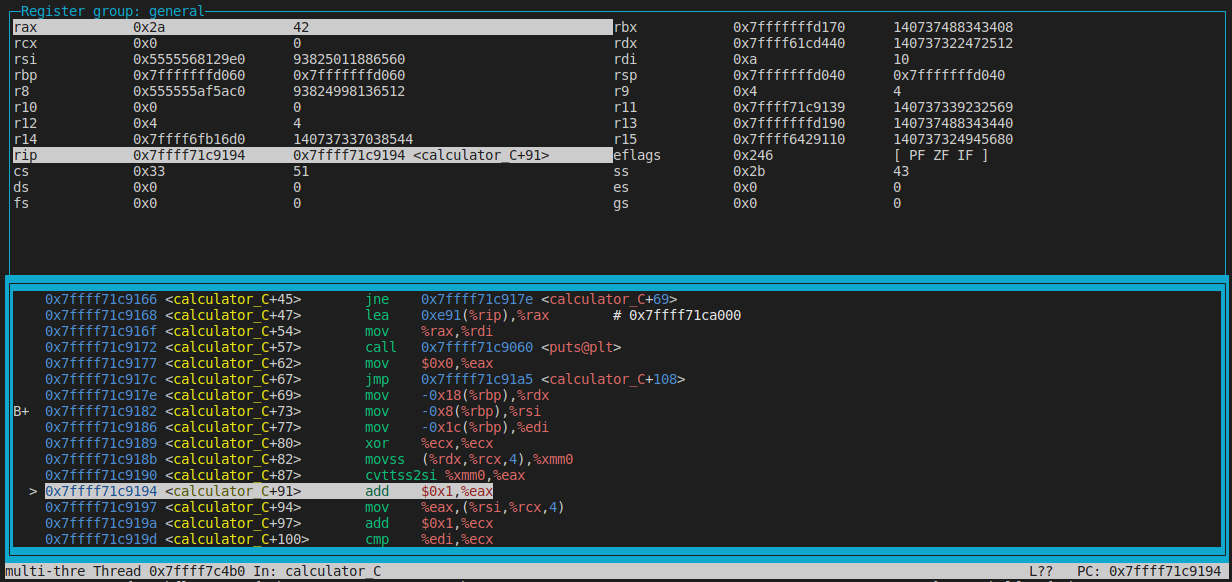 Register group: general
rax 0x2a 42 rbx 0x7fffffffd170 140737488343408
rcx 0x0 0 rdx 0x7ffff61cd440 140737322472512
rsi 0x5555568129e0 93825011886560 rdi 0xa 10
rbp 0x7fffffffd060 0x7fffffffd060 rsp 0x7fffffffd040 0x7fffffffd040
r8 0x555555af5ac0 93824998136512 r9 0x4 4
r10 0x0 0 r11 0x7ffff71c9139 140737339232569
r12 0x4 4 r13 0x7fffffffd190 140737488343440
r14 0x7ffff6fb16d0 140737337038544 r15 0x7ffff6429110 140737324945680
rip 0x7ffff71c9194 0x7ffff71c9194 <calculator_C+91> eflags 0x246 [ PF ZF IF ]
cs 0x33 51 ss 0x2b 43
ds 0x0 0 es 0x0 0
fs 0x0 0 gs 0x0 0
0x7ffff71c9166 <calculator_C+45> jne 0x7ffff71c917e <calculator_C+69>
0x7ffff71c9168 <calculator_C+47> lea 0xe91(%rip),%rax # 0x7ffff71ca000
0x7ffff71c916f <calculator_C+54> mov %rax,%rdi
0x7ffff71c9172 <calculator_C+57> call 0x7ffff71c9060 <puts@plt>
0x7ffff71c9177 <calculator_C+62> mov $0x0,%eax
0x7ffff71c917c <calculator_C+67> jmp 0x7ffff71c91a5 <calculator_C+108>
0x7ffff71c917e <calculator_C+69> mov -0x18(%rbp),%rdx
B+ 0x7ffff71c9182 <calculator_C+73> mov -0x8(%rbp),%rsi
0x7ffff71c9186 <calculator_C+77> mov -0x1c(%rbp),%edi
0x7ffff71c9189 <calculator_C+80> xor %ecx,%ecx
0x7ffff71c918b <calculator_C+82> movss (%rdx,%rcx,4),%xmm0
0x7ffff71c9190 <calculator_C+87> cvttss2si %xmm0,%eax
> 0x7ffff71c9194 <calculator_C+91> add $0x1,%eax
0x7ffff71c9197 <calculator_C+94> mov %eax,(%rsi,%rcx,4)
0x7ffff71c919a <calculator_C+97> add $0x1,%ecx
0x7ffff71c919d <calculator_C+100> cmp %edi,%ecx
multi-thre Thread 0x7ffff7c4b0 In: calculator_C L?? PC: 0x7ffff71c9194